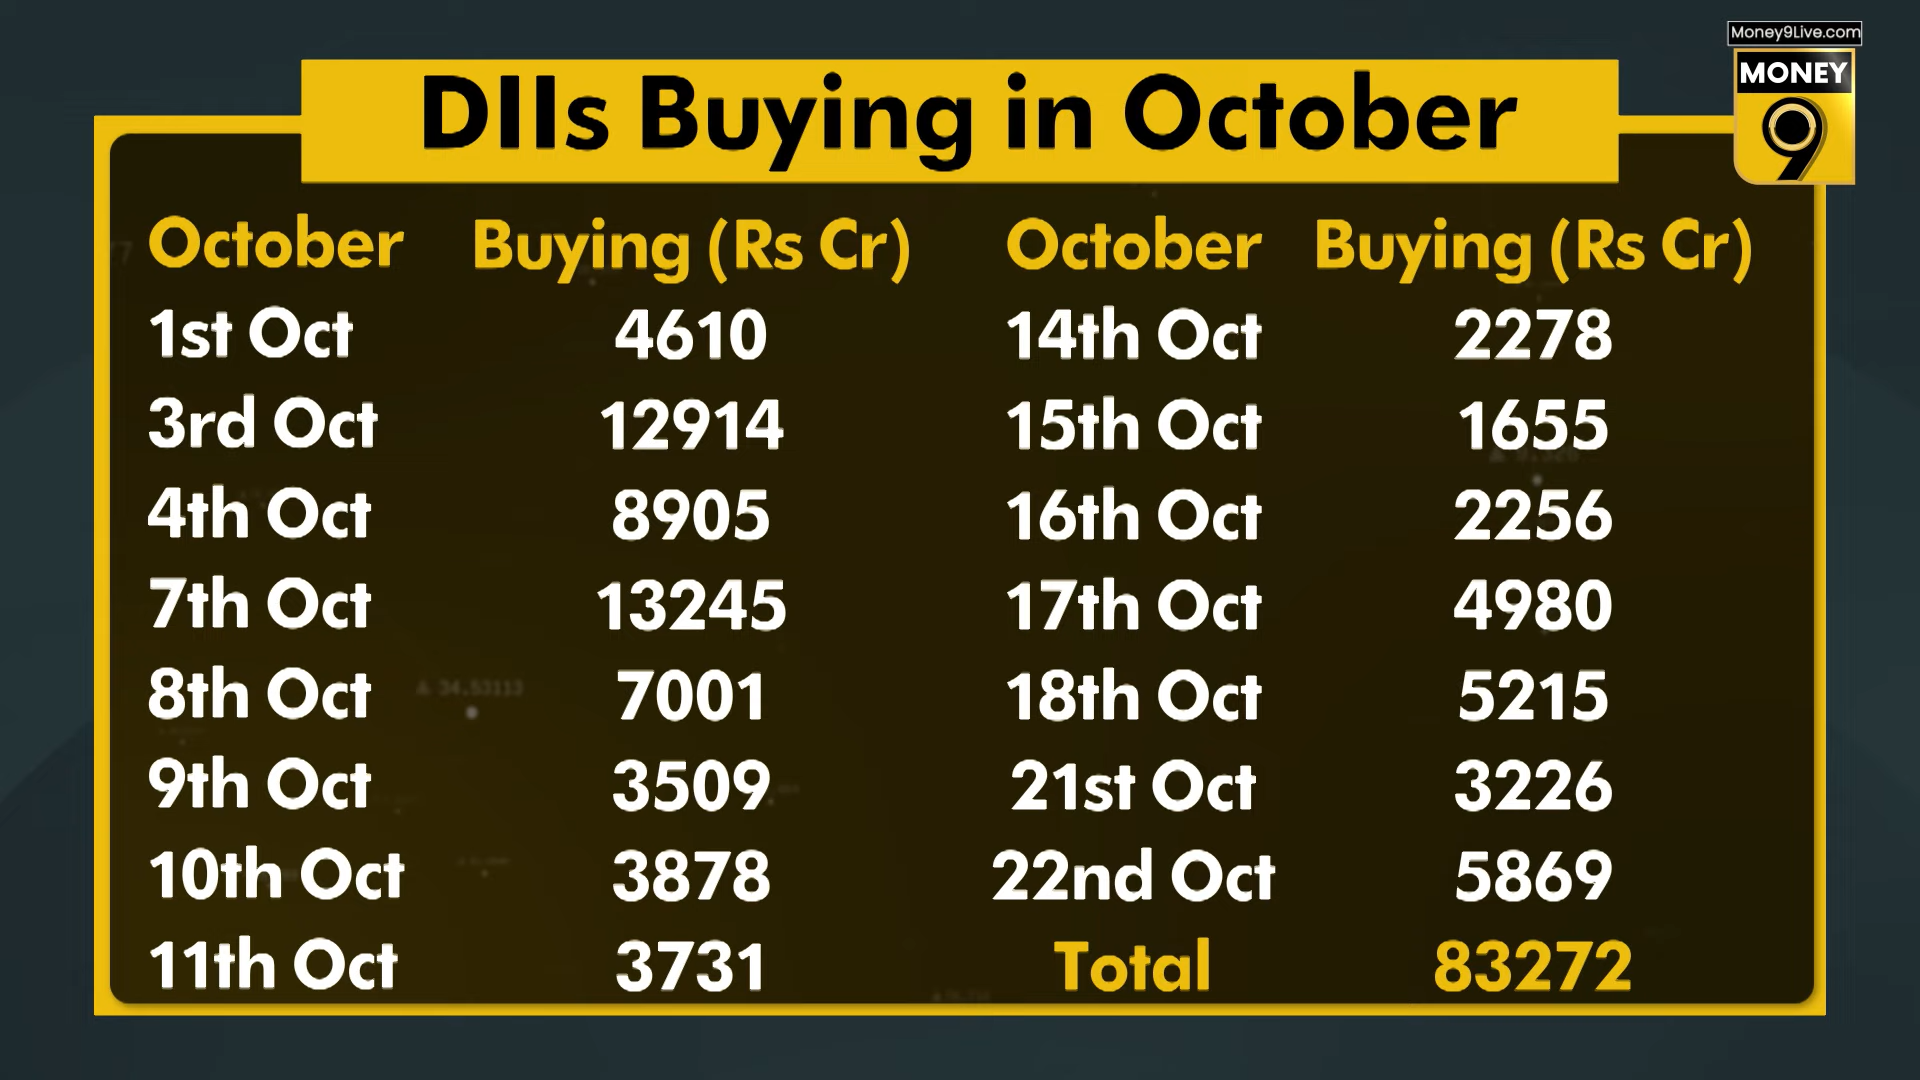 Money9Live.com
MONEY
9
DIIs Buying in October
October Buying (Rs Cr) October Buying (Rs Cr)
1st Oct 4610 14th Oct 2278
3rd Oct 12914 15th Oct 1655
4th Oct 8905 16th Oct 2256
7th Oct 13245 17th Oct 4980
8th Oct 7001 18th Oct 5215
9th Oct 3509 21st Oct 3226
10th Oct 3878 22nd Oct 5869
11th Oct 3731 Total 83272
34.53113